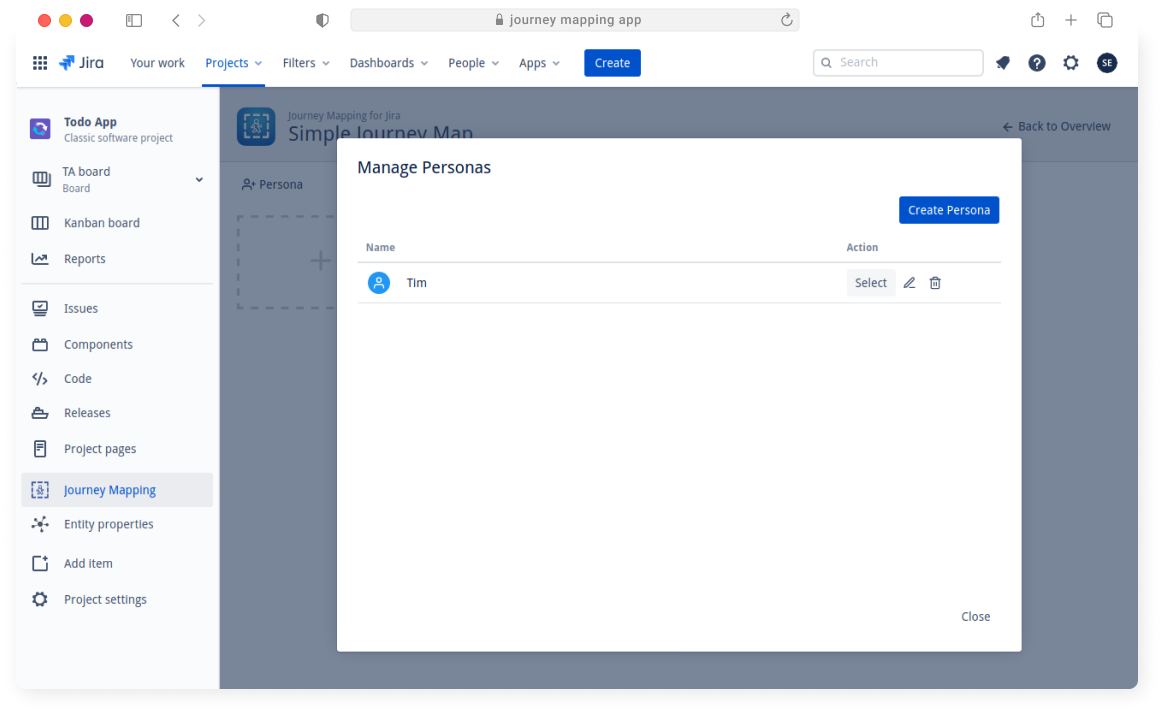 journey mapping app
Jira
Your work
Projects
Filters
Dashboards
People
Apps
Create
Search
SE
Todo App
Classic software project
TA board
Board
Kanban board
Reports
Issues
Components
Code
Releases
Project pages
Journey Mapping
Entity properties
Add item
Project settings
Journey Mapping for Jira
Simple Journey Map
Back to Overview
Persona
Manage Personas
Create Persona
Name
Action
Tim
Select
Close